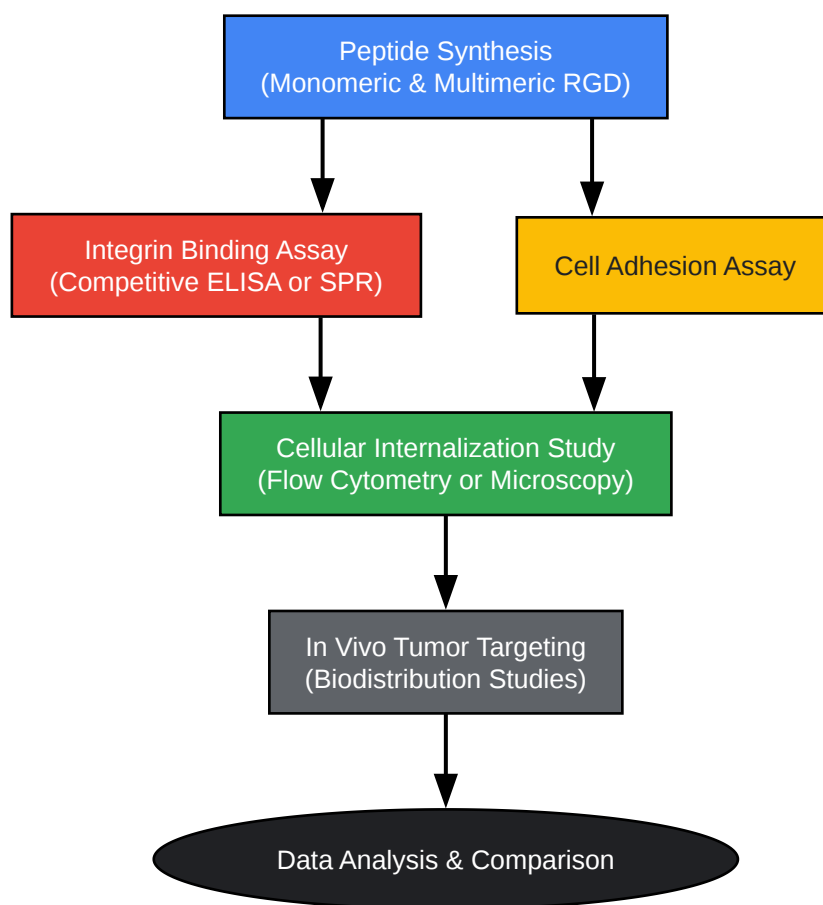 Peptide Synthesis
(Monomeric & Multimeric RGD)
Integrin Binding Assay
(Competitive ELISA or SPR)
Cell Adhesion Assay
Cellular Internalization Study
(Flow Cytometry or Microscopy)
In Vivo Tumor Targeting
(Biodistribution Studies)
Data Analysis & Comparison